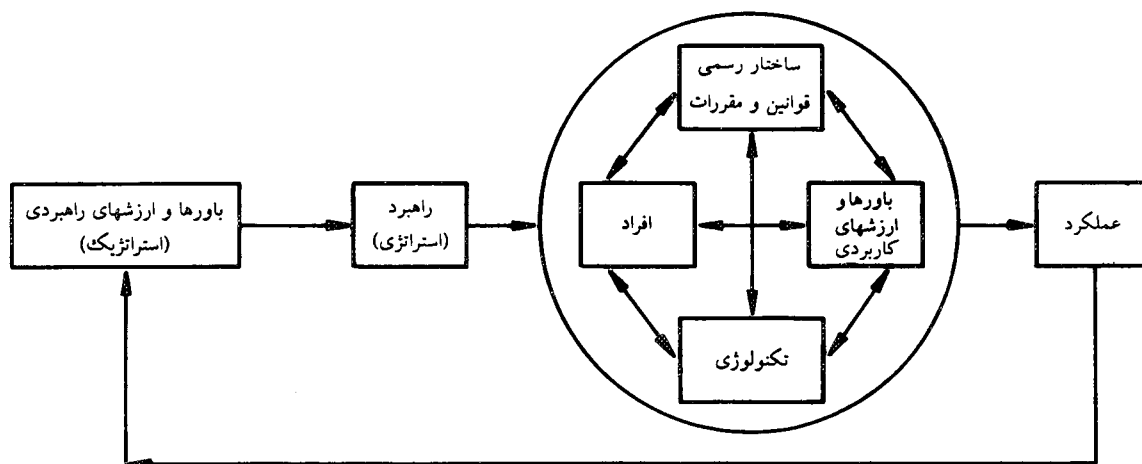 ساختار رسمی
قوانین و مقررات
باورها و ارزشهای راهبردی
(استراتژیک)
راهبرد
(استراتژی)
افراد
باورها و
ارزشهای
کاربردی
عملکرد
تکنولوژی